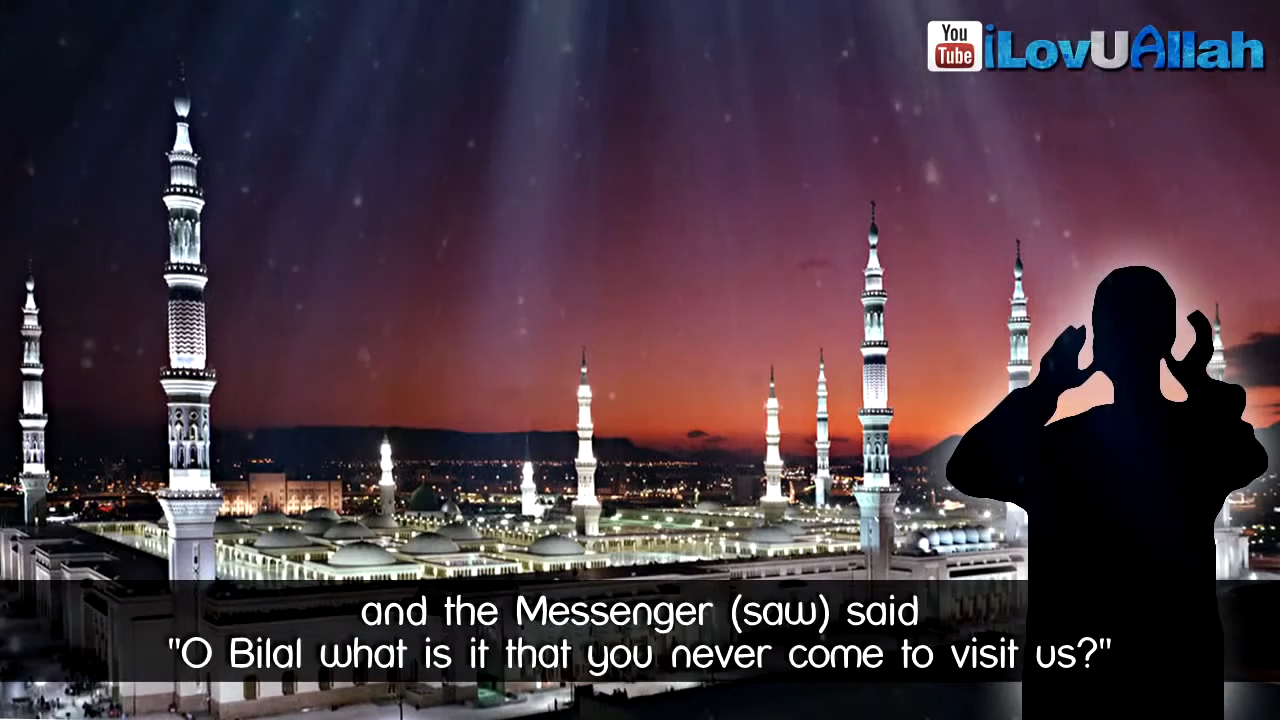 You
Tube
iLovUAllah
and the Messenger (saw) said
"O Bilal what is it that you never come to visit us?"